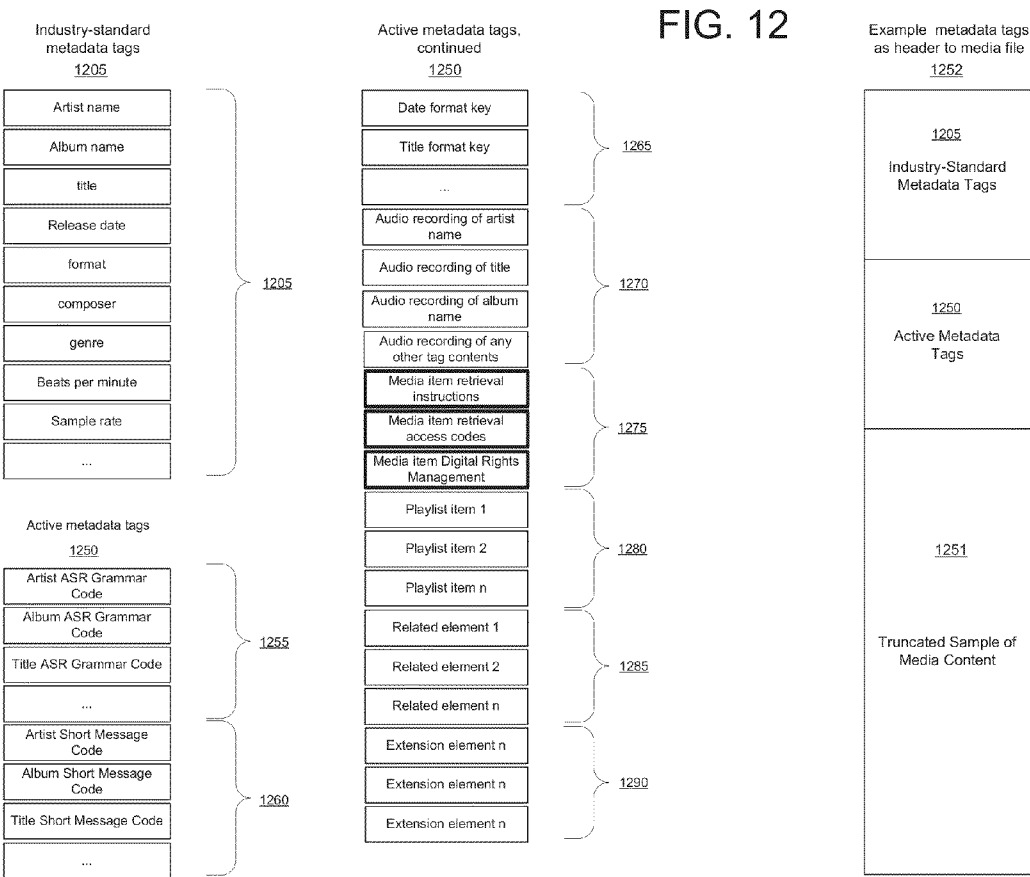 FIG. 12
Industry-standard
metadata tags
1205
Artist name
Album name
title
Release date
format
composer
genre
Beats per minute
Sample rate
...
1205
Active metadata tags
1250
Artist ASR Grammar
Code
Album ASR Grammar
Code
Title ASR Grammar Code
...
1255
Artist Short Message
Code
Album Short Message
Code
Title Short Message Code
...
1260
Active metadata tags,
continued
1250
Date format key
Title format key
...
1265
Audio recording of artist
name
Audio recording of title
Audio recording of album
name
Audio recording of any
other tag contents
1270
Media item retrieval
instructions
Media item retrieval
access codes
Media item Digital Rights
Management
1275
Playlist item 1
Playlist item 2
Playlist item n
1280
Related element 1
Related element 2
Related element n
1285
Extension element n
Extension element n
Extension element n
1290
Example metadata tags
as header to media file
1252
1205
Industry-Standard
Metadata Tags
1250
Active Metadata
Tags
1251
Truncated Sample of
Media Content